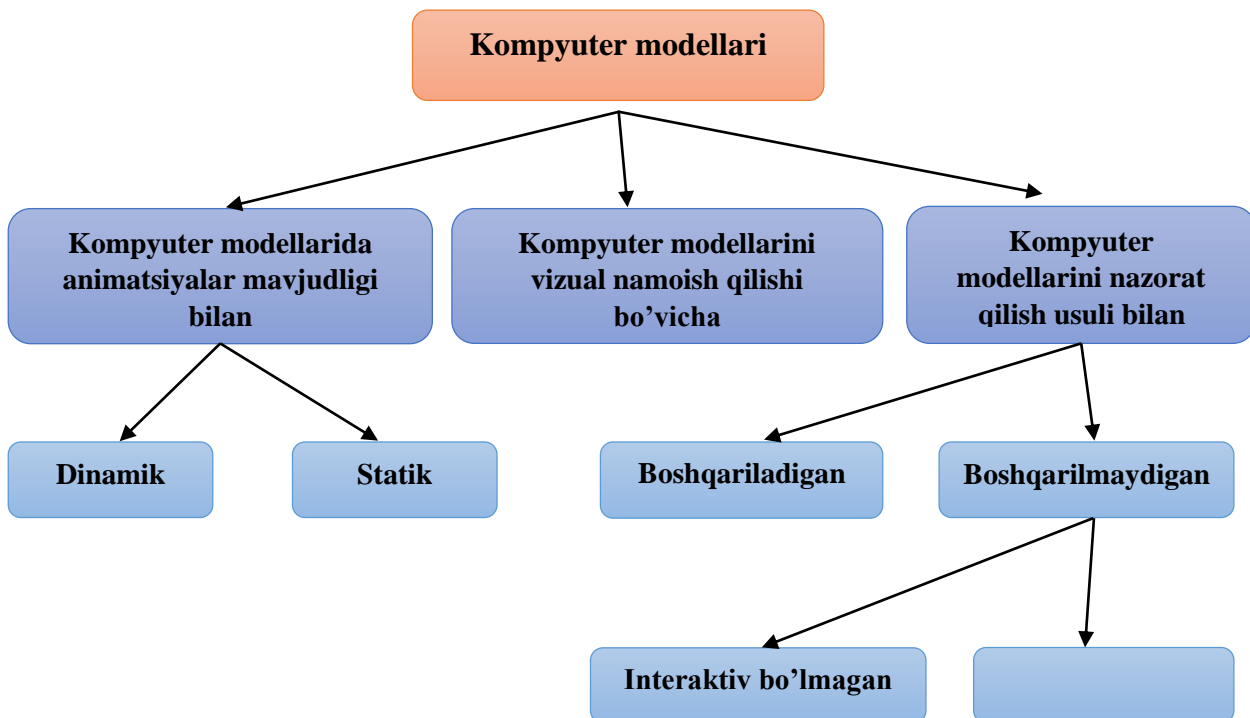 Kompyuter modellari
Kompyuter modellarida
animatsiyalar mavjudligi
bilan
Kompyuter modellarini
vizual namoish qilishi
bo’yicha
Kompyuter
modellarini nazorat
qilish usuli bilan
Dinamik
Statik
Boshqariladigan
Boshqarilmaydigan
Interaktiv bo’lmagan